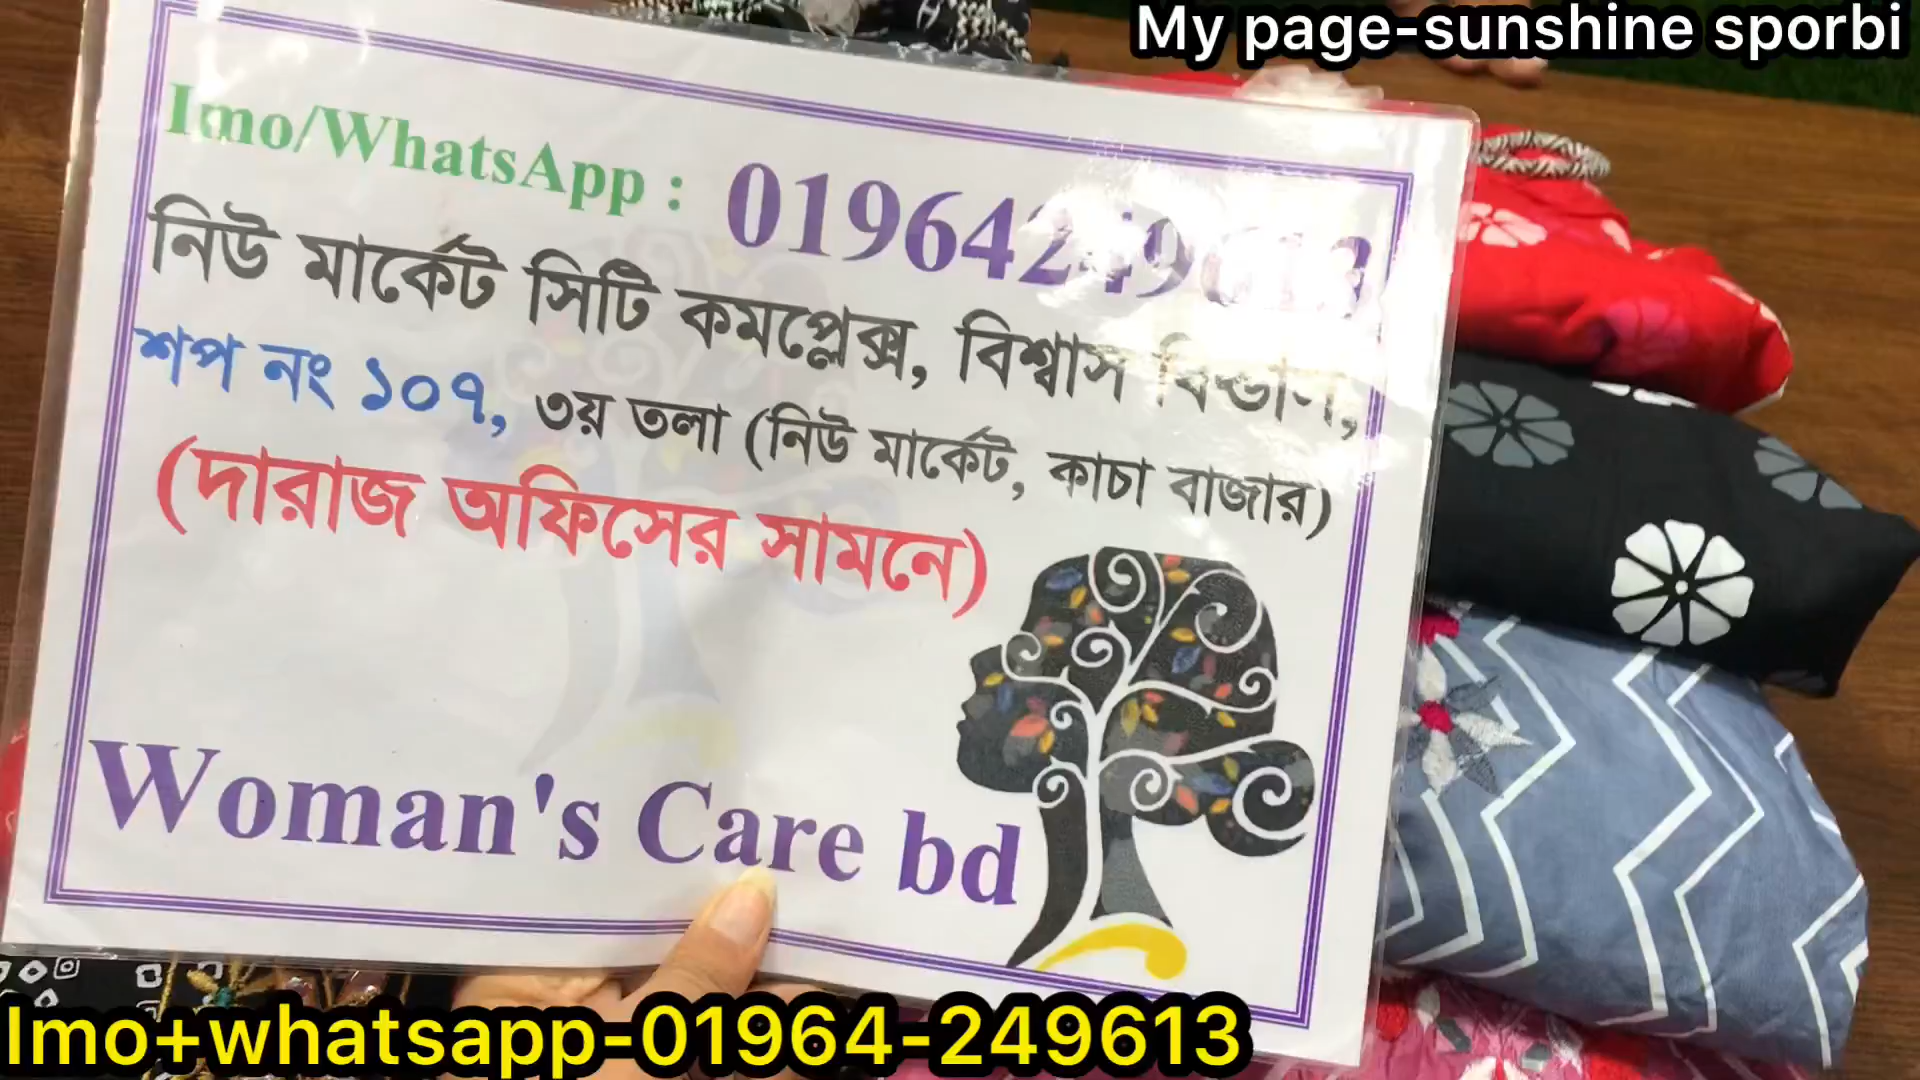 My page-sunshine sporbi
Imo/WhatsApp : 01964249613
নিউ মার্কেট সিটি কমপ্লেক্স, বিশ্বাস বিল্ডার্স,
শপ নং ১০৭, ৩য় তলা (নিউ মার্কেট, কাচা বাজার)
(দারাজ অফিসের সামনে)
Woman's Care bd
Imo+whatsapp-01964-249613